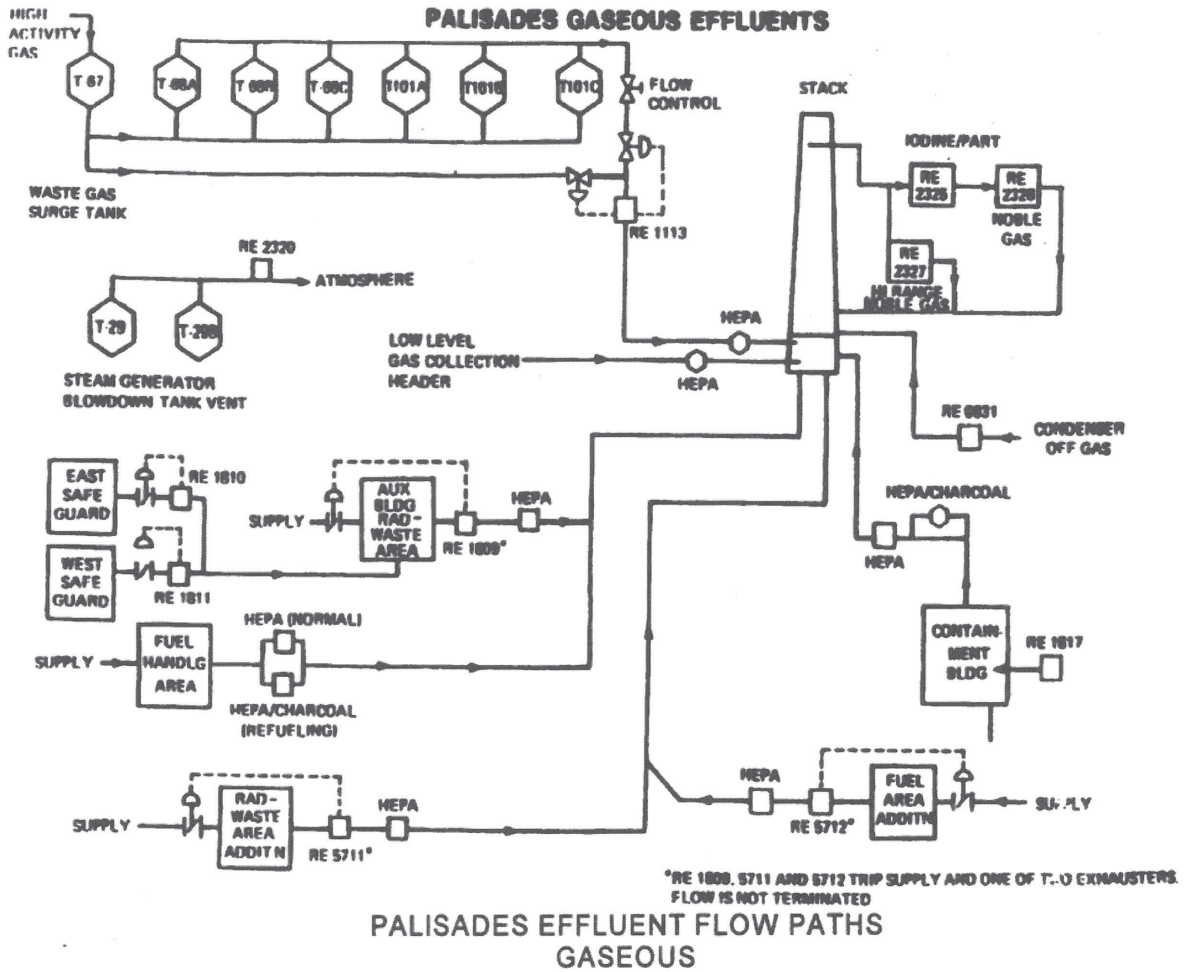 PALISADES GASEOUS EFFLUENTS
HIGH
ACTIVITY
GAS
T-67
T-68A
T-68B
T-68C
T101A
T101B
T101C
FLOW
CONTROL
STACK
IODINE/PART
RE
2325
RE
2326
NOBLE
GAS
RE
2327
HI RANGE
NOBLE GAS
WASTE GAS
SURGE TANK
RE 1113
RE 2320
ATMOSPHERE
T-29
STEAM GENERATOR
BLOWDOWN TANK VENT
HEPA
LOW LEVEL
GAS COLLECTION
HEADER
HEPA
CONDENSER
OFF GAS
EAST
SAFE
GUARD
RE 1810
SUPPLY
AUX
BLDG
RAD-
WASTE
AREA
RE 1809*
HEPA
WEST
SAFE
GUARD
RE 1811
HEPA/CHARCOAL
HEPA
SUPPLY
FUEL
HANDLG
AREA
HEPA (NORMAL)
HEPA/CHARCOAL
(REFUELING)
CONTAIN-
MENT
BLDG
RE 1817
SUPPLY
RAD-
WASTE
AREA
ADDIT'N
RE 5711*
HEPA
HEPA
RE 5712*
FUEL
AREA
ADDITN
*RE 1809, 5711 AND 5712 TRIP SUPPLY AND ONE OF EXHAUSTERS.
FLOW IS NOT TERMINATED
PALISADES EFFLUENT FLOW PATHS
GASEOUS